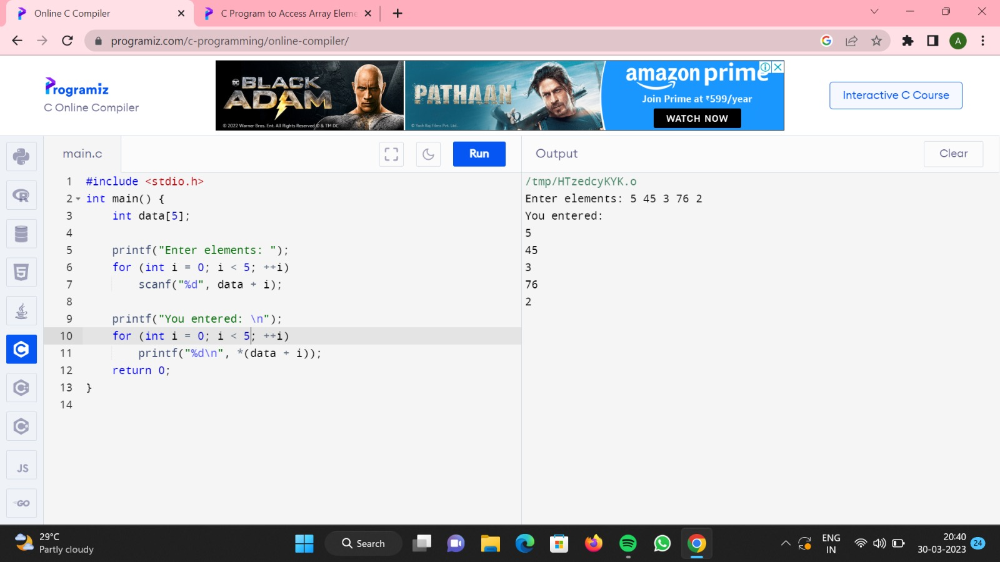 Online C Compiler
C Program to Access Array Eleme
programiz.com/c-programming/online-compiler/
A
Programiz
C Online Compiler
DC
BLACK
ADAM
© 2022 Warner Bros. Ent. All Rights Reserved © & TM DC
PATHAAN
© Yash Raj Films Pvt. Ltd.
amazon prime
Join Prime at ₹599/year
WATCH NOW
Interactive C Course
main.c
Run
Output
Clear
1 #include <stdio.h>
2 int main() {
3 int data[5];
4
5 printf("Enter elements: ");
6 for (int i = 0; i < 5; ++i)
7 scanf("%d", data + i);
8
9 printf("You entered: \n");
10 for (int i = 0; i < 5; ++i)
11 printf("%d\n", *(data + i));
12 return 0;
13 }
14
/tmp/HTzedcyKYK.o
Enter elements: 5 45 3 76 2
You entered:
5
45
3
76
2
JS
GO
29°C
Partly cloudy
Search
ENG
IN
20:40
30-03-2023
24